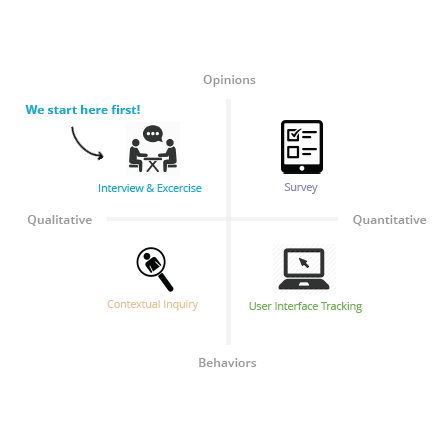 Opinions
We start here first!
Interview & Excercise
Survey
Qualitative
Quantitative
Contextual Inquiry
User Interface Tracking
Behaviors